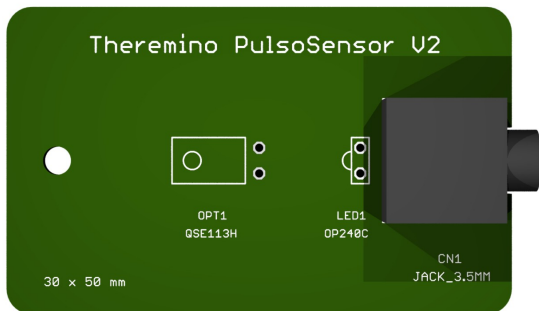 Theremino PulsoSensor V2
OPT1
QSE113H
LED1
OP240C
CN1
JACK_3.5MM
30 x 50 mm